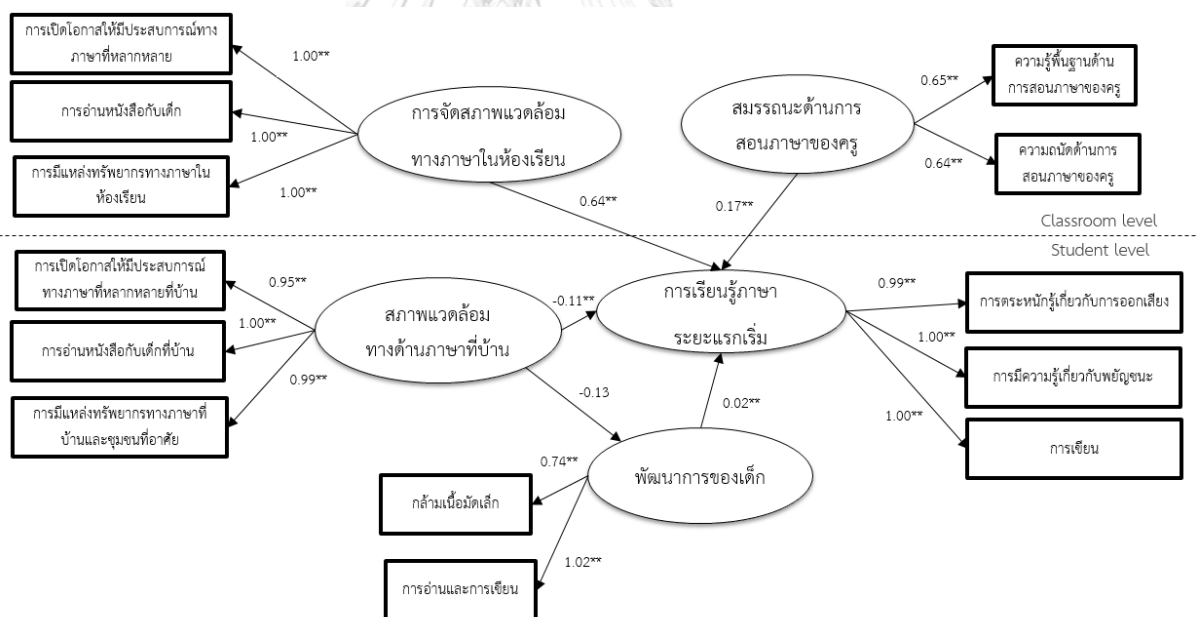 การเปิดโอกาสให้มีประสบการณ์ทาง
ภาษาที่หลากหลาย
1.00**
การอ่านหนังสือกับเด็ก
1.00**
การมีแหล่งทรัพยากรทางภาษาใน
ห้องเรียน
1.00**
การจัดสภาพแวดล้อม
ทางภาษาในห้องเรียน
สมรรถนะด้านการ
สอนภาษาของครู
0.65**
ความรู้พื้นฐานด้าน
การสอนภาษาของครู
0.64**
ความถนัดด้านการ
สอนภาษาของครู
0.64**
0.17**
Classroom level
Student level
การเปิดโอกาสให้มีประสบการณ์
ทางภาษาที่หลากหลายที่บ้าน
0.95**
การอ่านหนังสือกับเด็กที่บ้าน
1.00**
การมีแหล่งทรัพยากรทางภาษาที่
บ้านและชุมชนที่อาศัย
0.99**
สภาพแวดล้อม
ทางด้านภาษาที่บ้าน
-0.11**
การเรียนรู้ภาษา
ระยะแรกเริ่ม
0.99**
การตระหนักรู้เกี่ยวกับการออกเสียง
1.00**
การมีความรู้เกี่ยวกับพยัญชนะ
1.00**
การเขียน
-0.13
0.02**
พัฒนาการของเด็ก
0.74**
กล้ามเนื้อมัดเล็ก
1.02**
การอ่านและการเขียน